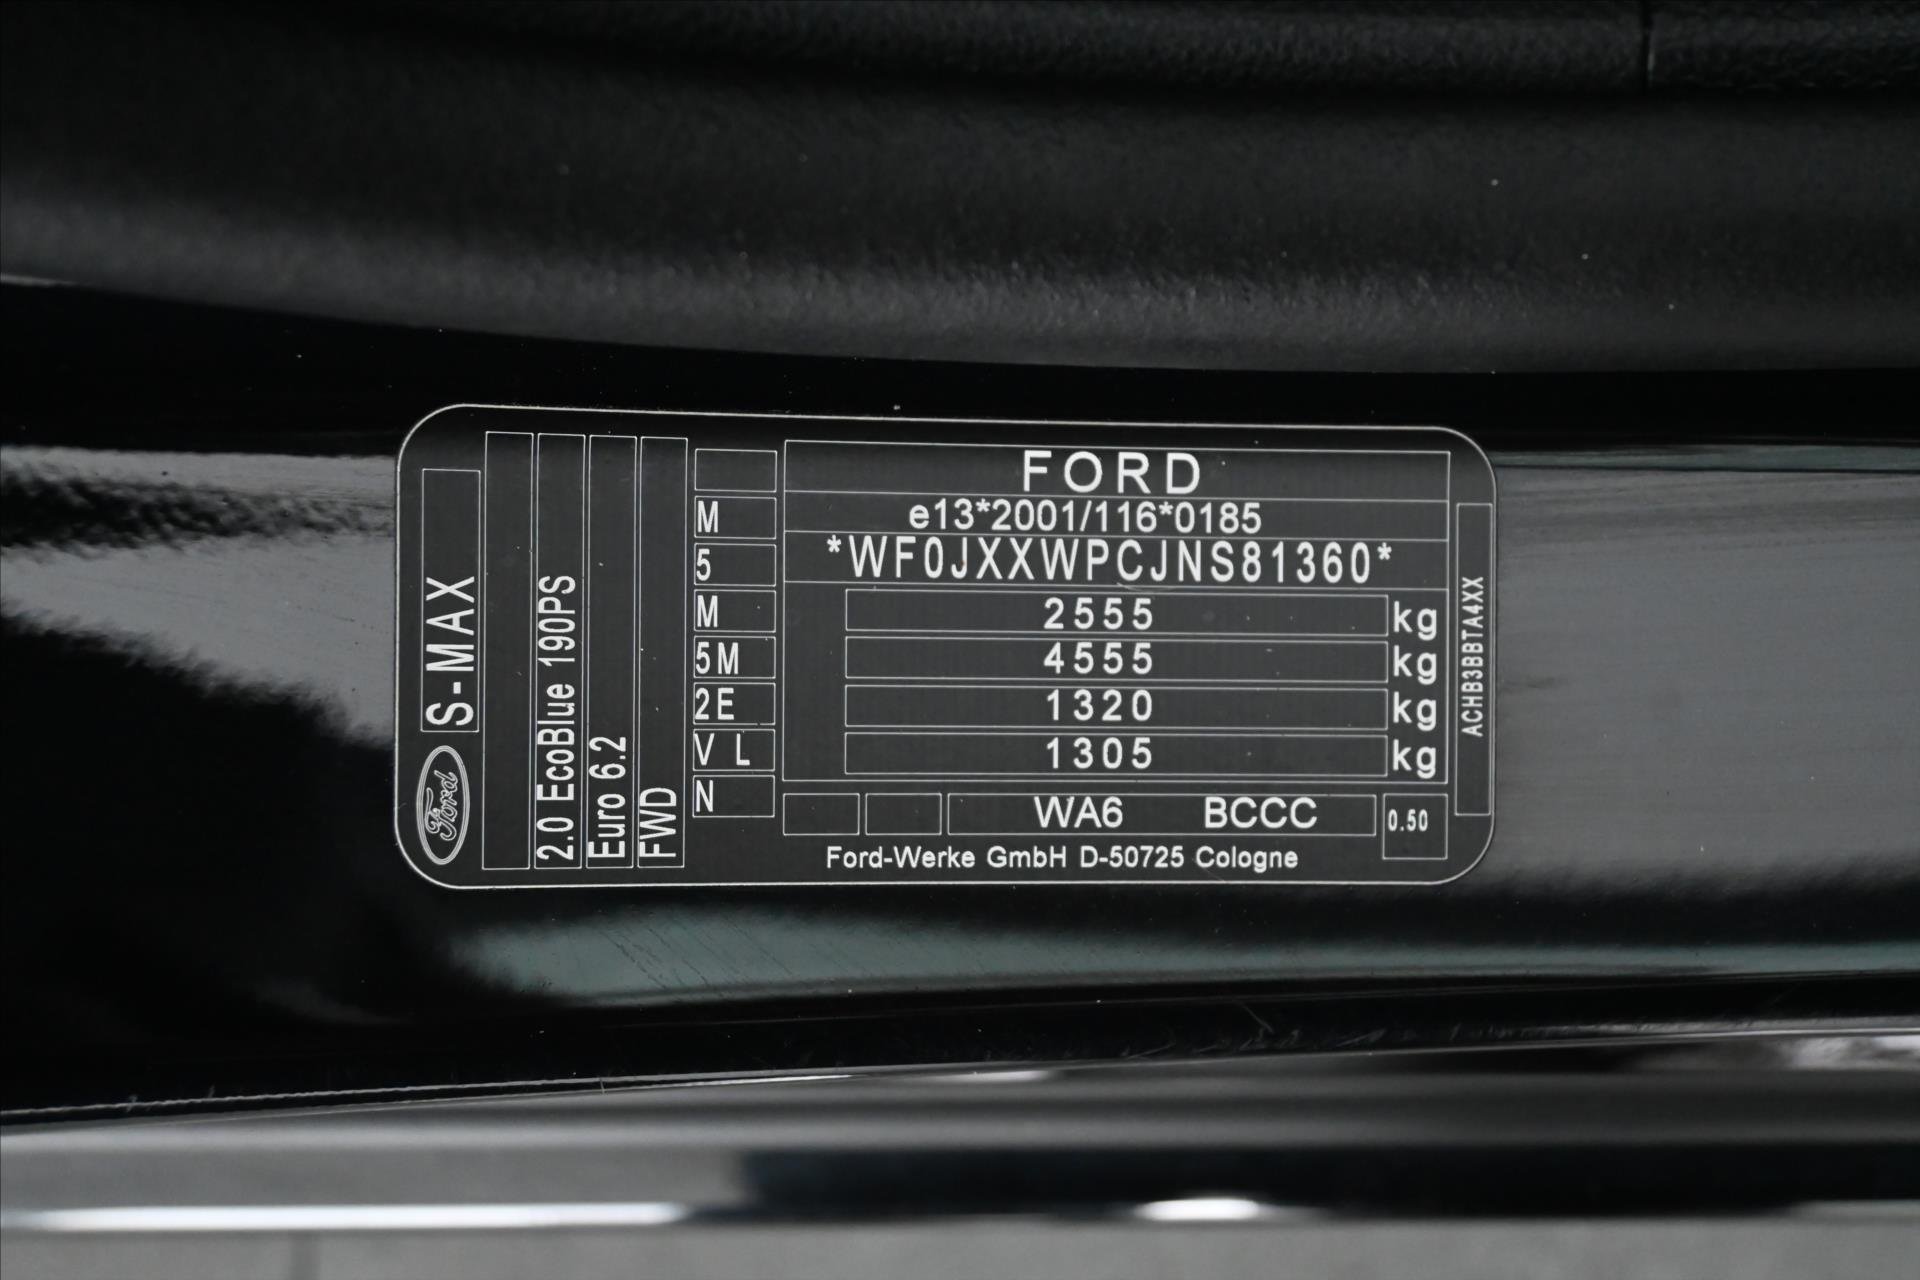 FORD
e13*2001/116*0185
*WF0JXXWPCJNS81360*
2555 kg
4555 kg
1320 kg
1305 kg
WA6 BCCC
0.50
Ford-Werke GmbH D-50725 Cologne
M
5
M
5M
2E
V L
N
Ford
S-MAX
2.0 EcoBlue 190PS
Euro 6.2
FWD
ACHB3BBTA4XX